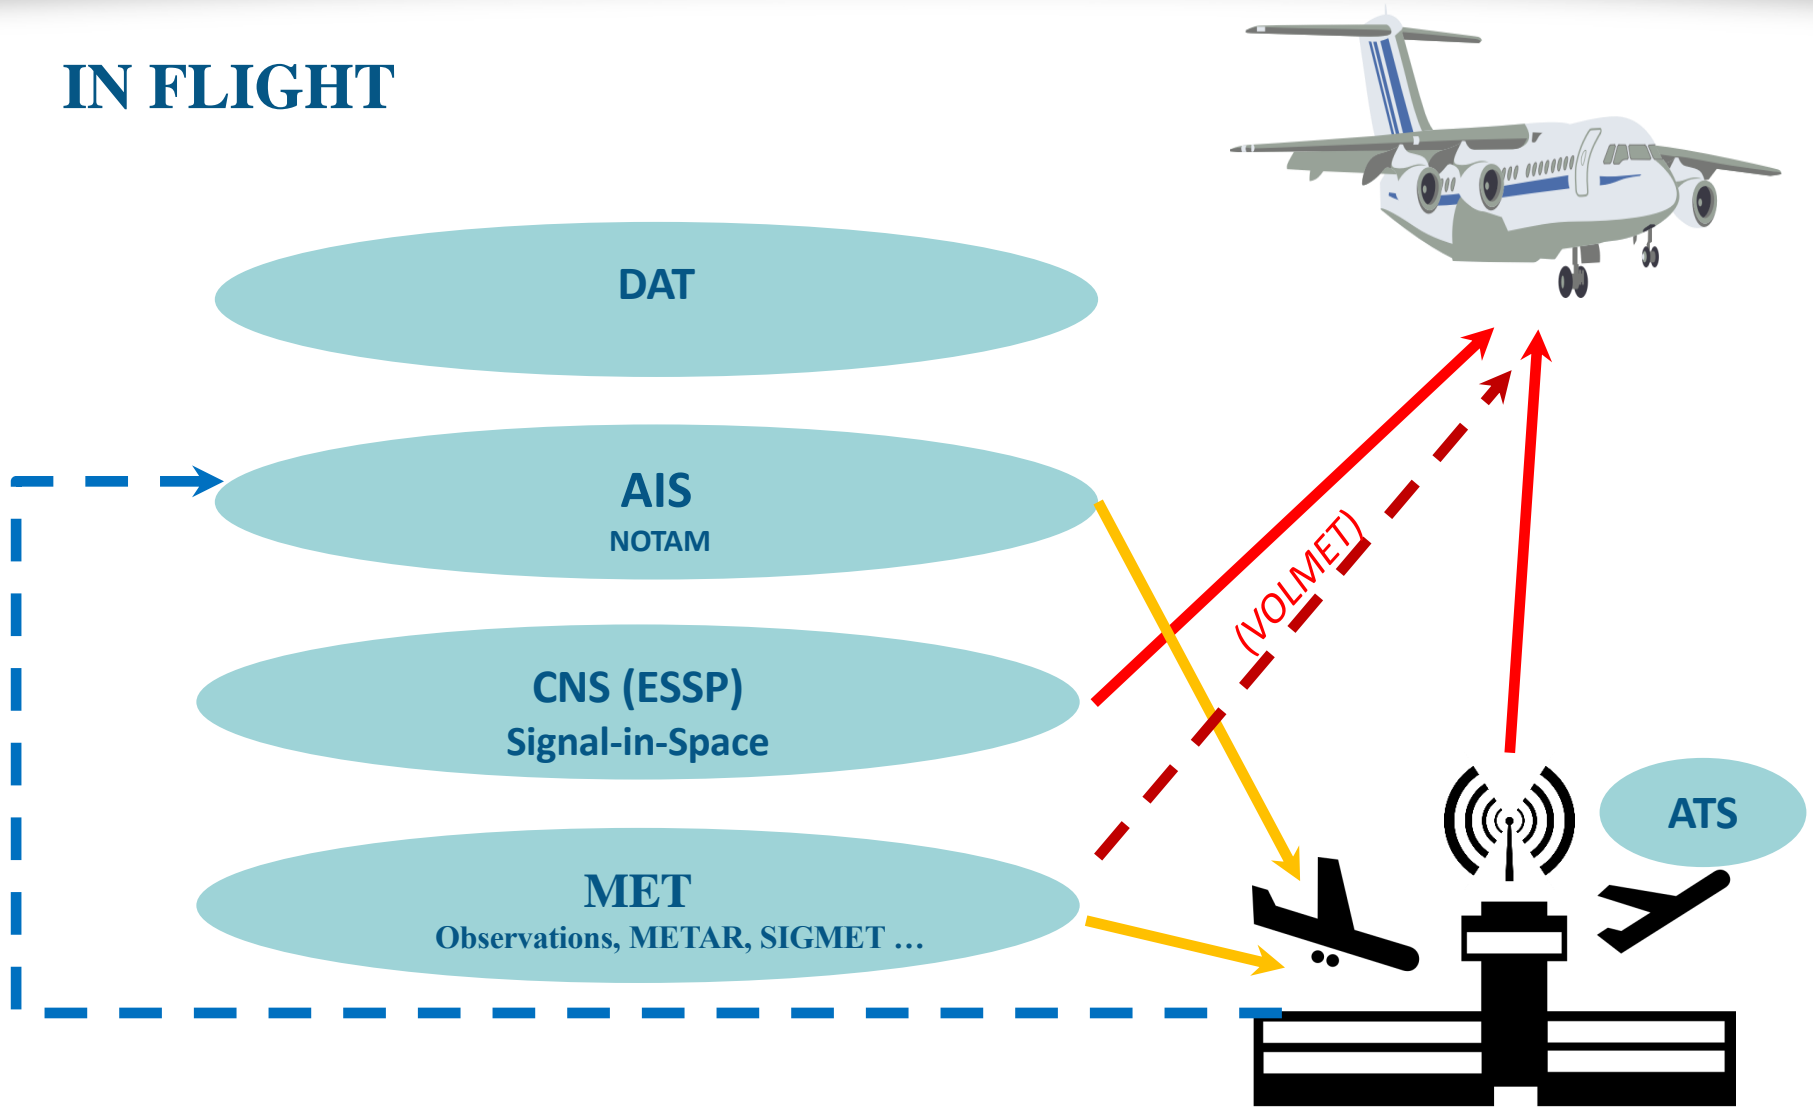 IN FLIGHT
DAT
AIS
NOTAM
(VOLMET)
CNS (ESSP)
Signal-in-Space
ATS
MET
Observations, METAR, SIGMET …